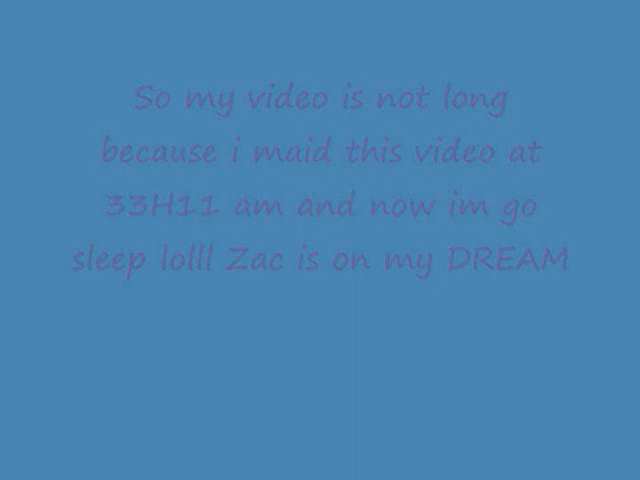 So my video is not long
because i maid this video at
33H11 am and now im go
sleep lolll Zac is on my DREAM